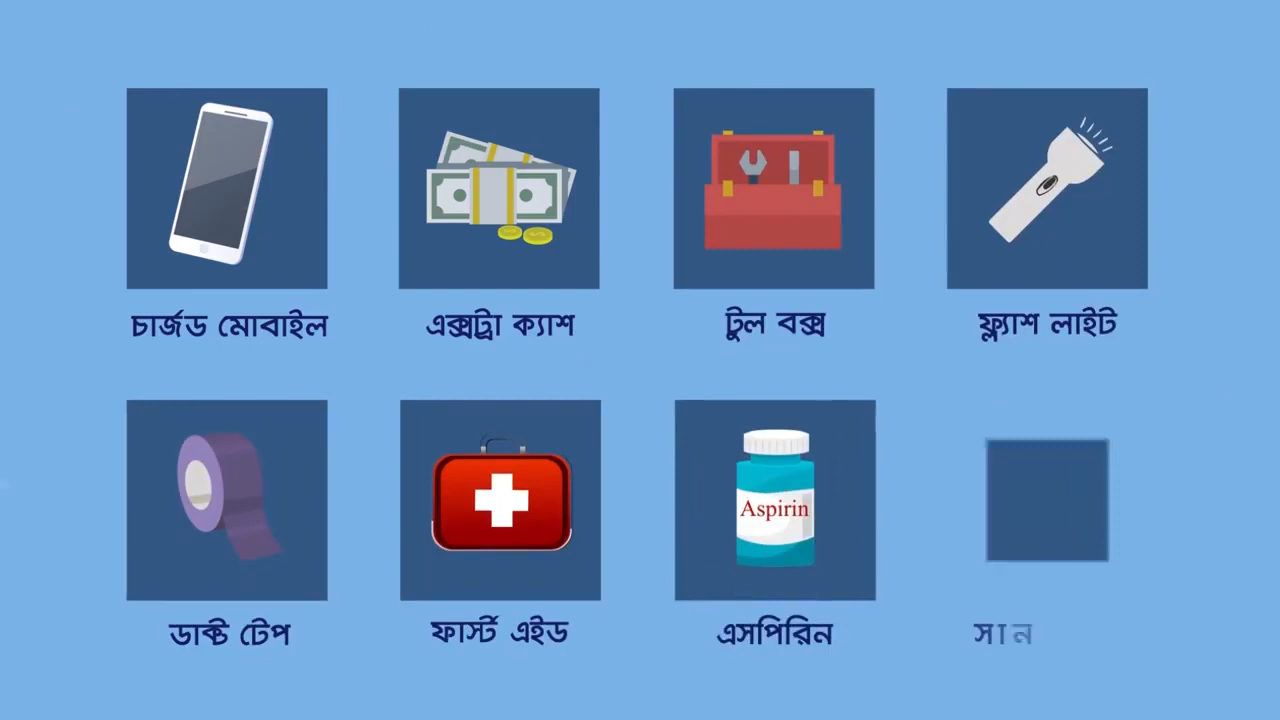 চার্জড মোবাইল
এক্সট্রা ক্যাশ
টুল বক্স
ফ্ল্যাশ লাইট
Aspirin
ডাক্ট টেপ
ফার্স্ট এইড
এসপিরিন
সান